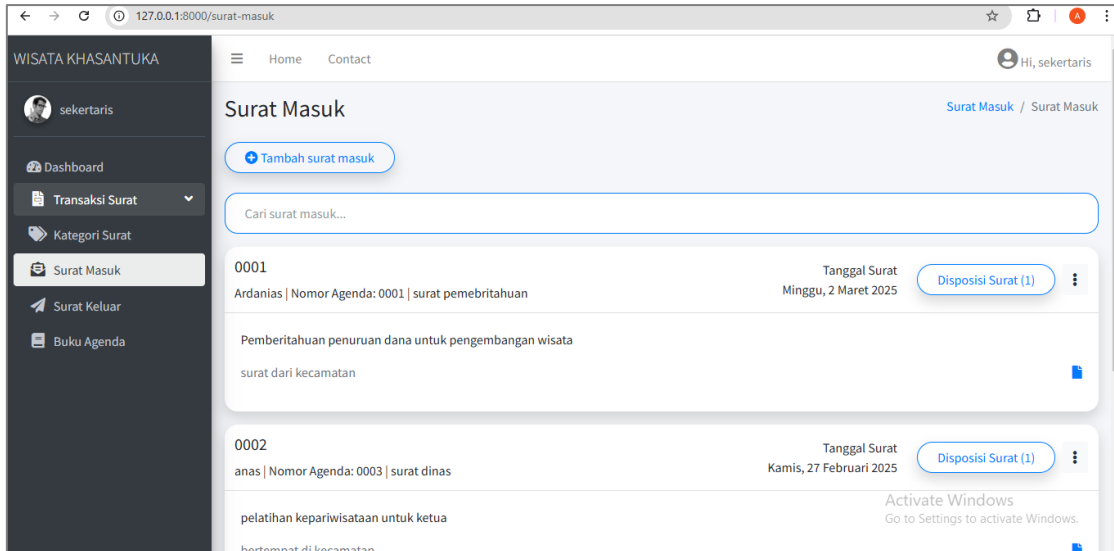 127.0.0.1:8000/surat-masuk
A
WISATA KHASANTUKA
Home Contact
Hi, sekertaris
sekertaris
Surat Masuk
Surat Masuk / Surat Masuk
Tambah surat masuk
Dashboard
Transaksi Surat
Kategori Surat
Surat Masuk
Surat Keluar
Buku Agenda
Cari surat masuk...
0001
Ardanias | Nomor Agenda: 0001 | surat pemebritahuan
Tanggal Surat
Minggu, 2 Maret 2025
Disposisi Surat (1)
Pemberitahuan penuruan dana untuk pengembangan wisata
surat dari kecamatan
0002
anas | Nomor Agenda: 0003 | surat dinas
Tanggal Surat
Kamis, 27 Februari 2025
Disposisi Surat (1)
pelatihan kepariwisataan untuk ketua
bertempat di kecamatan
Activate Windows
Go to Settings to activate Windows.